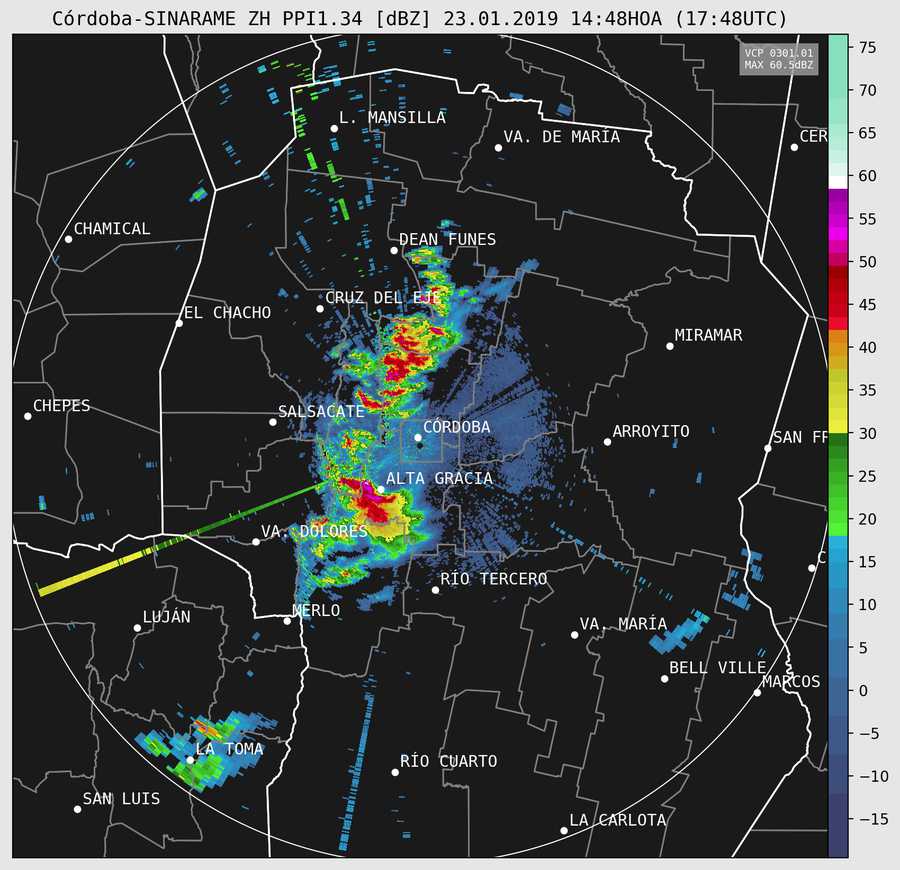 Córdoba-SINARAME ZH PPI1.34 [dBZ] 23.01.2019 14:48HOA (17:48UTC)
VCP 0301.01
MAX 60.5dBZ
75
70
65
60
55
50
45
40
35
30
25
20
15
10
5
0
−5
−10
−15
L. MANSILLA
VA. DE MARÍA
CER
CHAMICAL
DEAN FUNES
CRUZ DEL EJE
EL CHACHO
MIRAMAR
CHEPES
SALSACATE
CÓRDOBA
ARROYITO
SAN FR
ALTA GRACIA
VA. DOLORES
C
RÍO TERCERO
MERLO
LUJÁN
VA. MARÍA
BELL VILLE
MARCOS
LA TOMA
RÍO CUARTO
SAN LUIS
LA CARLOTA